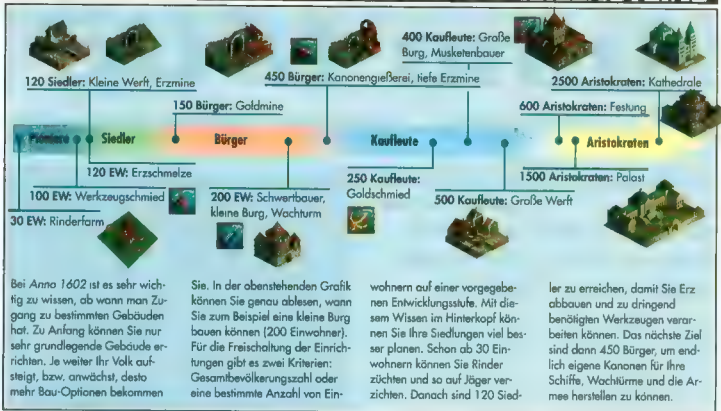 400 Kaufleute: Große
Burg, Musketenbauer
2500 Aristokraten: Kathedrale
120 Siedler: Kleine Werft, Erzmine
450 Bürger: Kanonengießerei, tiefe Erzmine
150 Bürger: Goldmine
600 Aristokraten: Festung
Pioniere
Siedler
Bürger
Kaufleute
Aristokraten
120 EW: Erzschmelze
250 Kaufleute:
Goldschmied
1500 Aristokraten: Palast
100 EW: Werkzeugschmied
200 EW: Schwertbauer,
kleine Burg, Wachturm
500 Kaufleute: Große Werft
30 EW: Rinderfarm
Bei Anno 1602 ist es sehr wich-
tig zu wissen, ab wann man Zu-
gang zu bestimmten Gebäuden
hat. Zu Anfang können Sie nur
sehr grundlegende Gebäude er-
richten. Je weiter Ihr Volk auf-
steigt, bzw. anwächst, desto
mehr Bau-Optionen bekommen
Sie. In der obenstehenden Grafik
können Sie genau ablesen, wann
Sie zum Beispiel eine kleine Burg
bauen können (200 Einwohner).
Für die Freischaltung der Einrich-
tungen gibt es zwei Kriterien:
Gesamtbevölkerungszahl oder
eine bestimmte Anzahl von Ein-
wohnern auf einer vorgegebe-
nen Entwicklungsstufe. Mit die-
sem Wissen im Hinterkopf kön-
nen Sie Ihre Siedlungen viel bes-
ser planen. Schon ab 30 Ein-
wohnern können Sie Rinder
züchten und so auf Jäger ver-
zichten. Danach sind 120 Sied-
ler zu erreichen, damit Sie Erz
abbauen und zu dringend
benötigten Werkzeugen verar-
beiten können. Das nächste Ziel
sind dann 450 Bürger, um end-
lich eigene Kanonen für Ihre
Schiffe, Wachtürme und die Ar-
mee herstellen zu können.